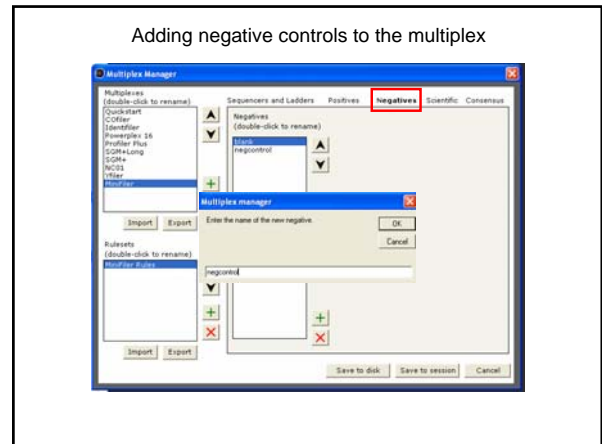 Adding negative controls to the multiplex
Multiplex Manager
Multiplexes
(double-click to rename)
Quickstart
COfiler
Identifiler
Powerplex 16
Profiler Plus
SGM+Long
SGM+
NC01
Yfiler
MiniFiler
Import Export
Rulesets
(double-click to rename)
MiniFiler Rules
Import Export
Sequencers and Ladders Positives Negatives Scientific Consensus
Negatives
(double-click to rename)
blank
negcontrol
Multiplex manager
Enter the name of the new negative.
OK
Cancel
negcontrol
Save to disk Save to session Cancel